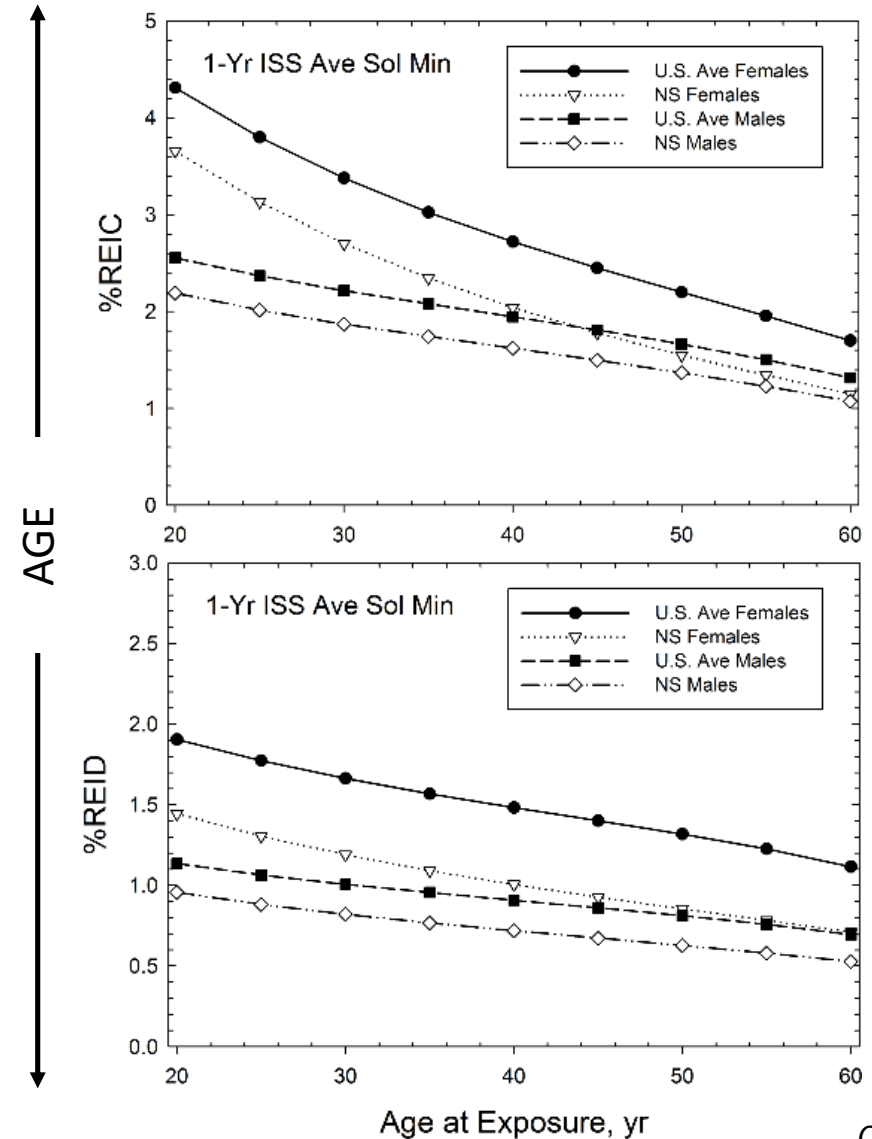 AGE
5
4
3
2
1
0
%REIC
1-Yr ISS Ave Sol Min
U.S. Ave Females
NS Females
U.S. Ave Males
NS Males
20 30 40 50 60
3.0
2.5
2.0
1.5
1.0
0.5
0.0
%REID
1-Yr ISS Ave Sol Min
U.S. Ave Females
NS Females
U.S. Ave Males
NS Males
20 30 40 50 60
Age at Exposure, yr